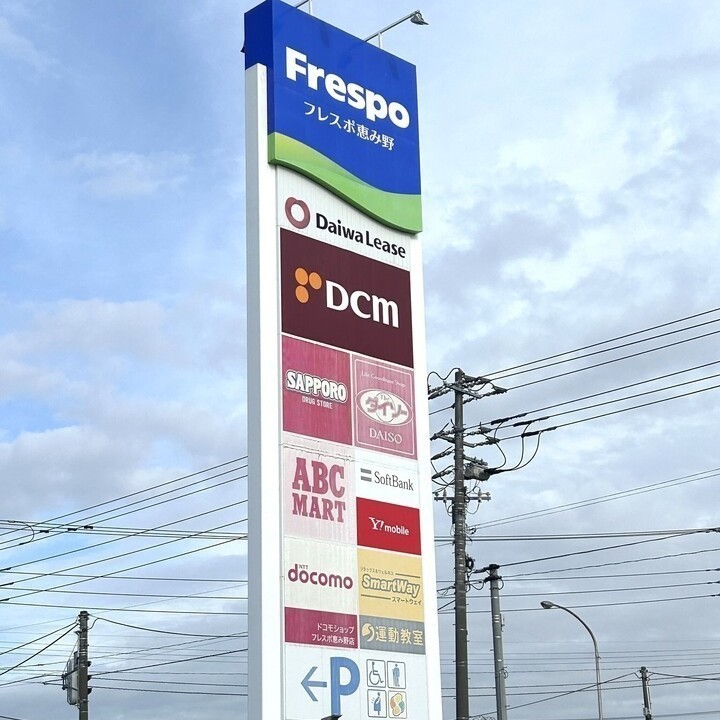 Frespo
フレスポ恵み野
Daiwa Lease
DCM
SAPPORO
DRUG STORE
The
ダイソー
DAISO
ABC
MART
SoftBank
Y!mobile
NTT
docomo
ドコモショップ
フレスポ恵み野店
SmartWay
スマートウェイ
運動教室
P